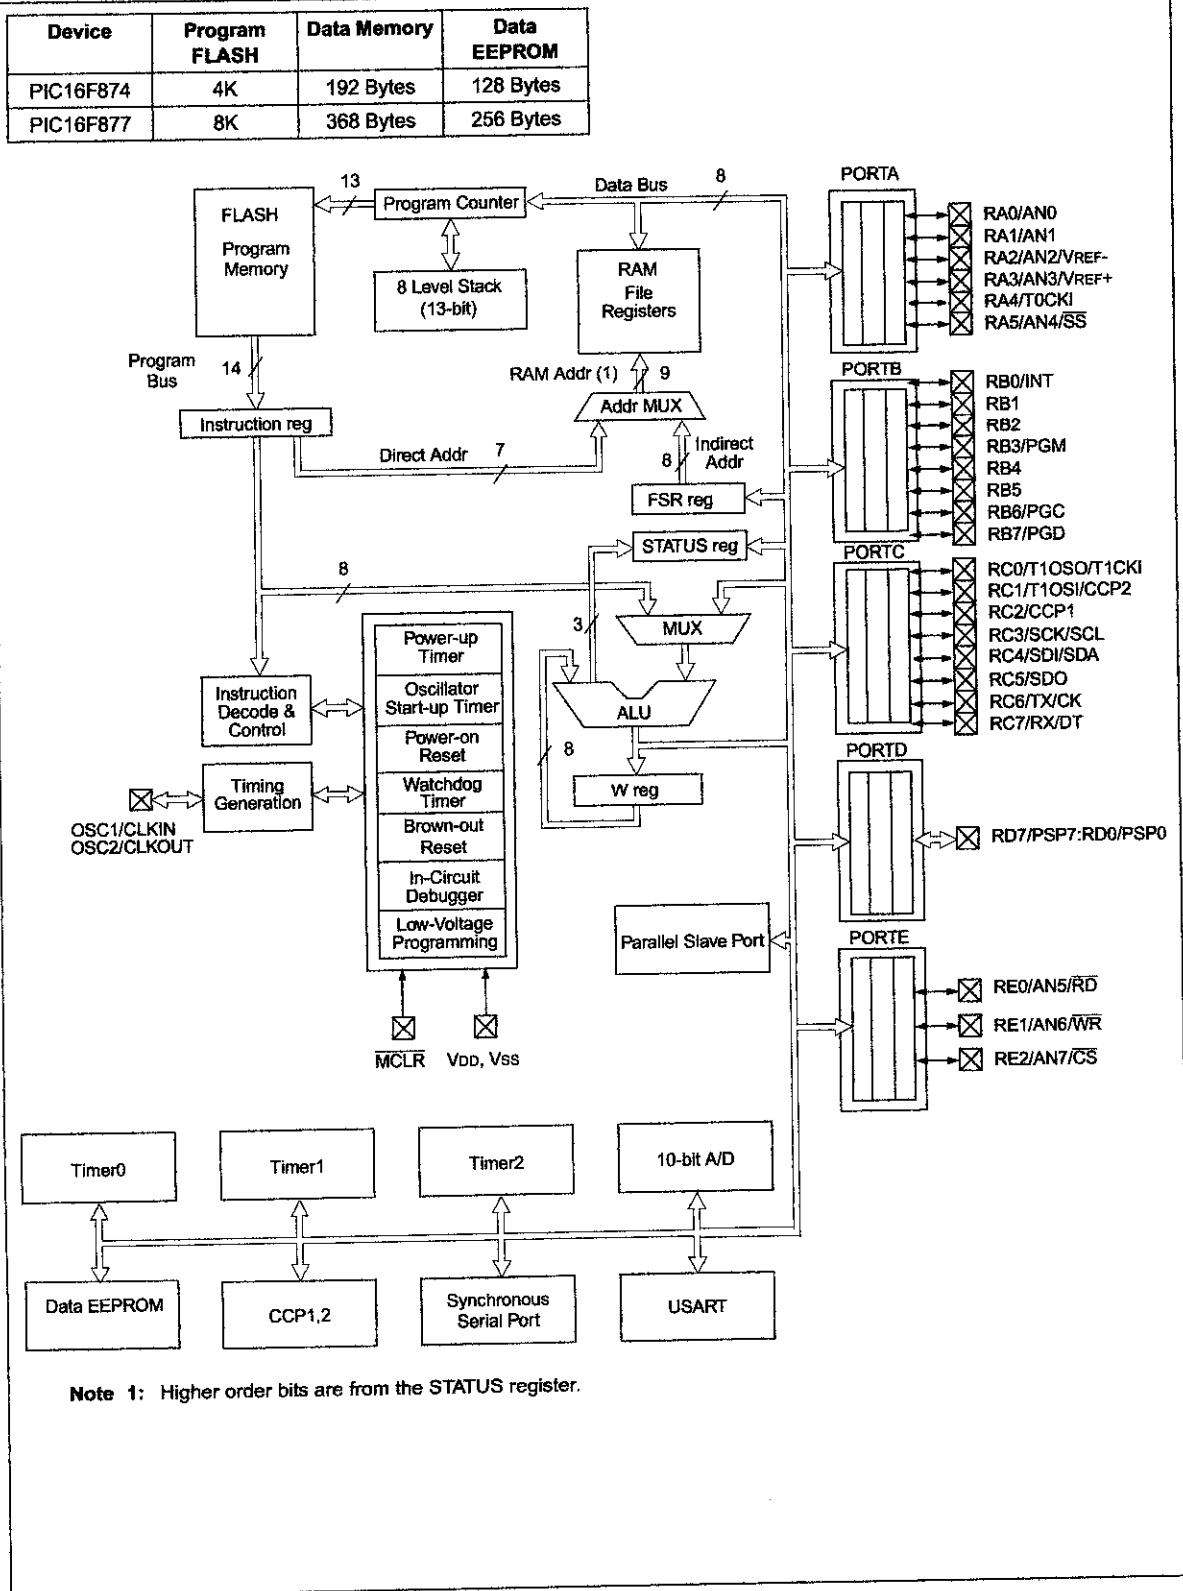 Device Program FLASH Data Memory Data EEPROM
PIC16F874 4K 192 Bytes 128 Bytes
PIC16F877 8K 368 Bytes 256 Bytes
13
Program Counter
Data Bus
8
PORTA
FLASH
Program
Memory
8 Level Stack
(13-bit)
RAM
File
Registers
RA0/AN0
RA1/AN1
RA2/AN2/VREF-
RA3/AN3/VREF+
RA4/T0CKI
RA5/AN4/SS
Program
Bus
14
RAM Addr (1)
9
PORTB
Addr MUX
Instruction reg
Direct Addr
7
8
Indirect
Addr
FSR reg
RB0/INT
RB1
RB2
RB3/PGM
RB4
RB5
RB6/PGC
RB7/PGD
STATUS reg
PORTC
8
3
MUX
RC0/T1OSO/T1CKI
RC1/T1OSI/CCP2
RC2/CCP1
RC3/SCK/SCL
RC4/SDI/SDA
RC5/SDO
RC6/TX/CK
RC7/RX/DT
Power-up
Timer
Oscillator
Start-up Timer
Power-on
Reset
Watchdog
Timer
Brown-out
Reset
In-Circuit
Debugger
Low-Voltage
Programming
Instruction
Decode &
Control
ALU
8
W reg
Timing
Generation
OSC1/CLKIN
OSC2/CLKOUT
PORTD
RD7/PSP7:RD0/PSP0
Parallel Slave Port
PORTE
RE0/AN5/RD
RE1/AN6/WR
RE2/AN7/CS
MCLR
VDD, VSS
Timer0
Timer1
Timer2
10-bit A/D
Data EEPROM
CCP1,2
Synchronous
Serial Port
USART
Note 1: Higher order bits are from the STATUS register.